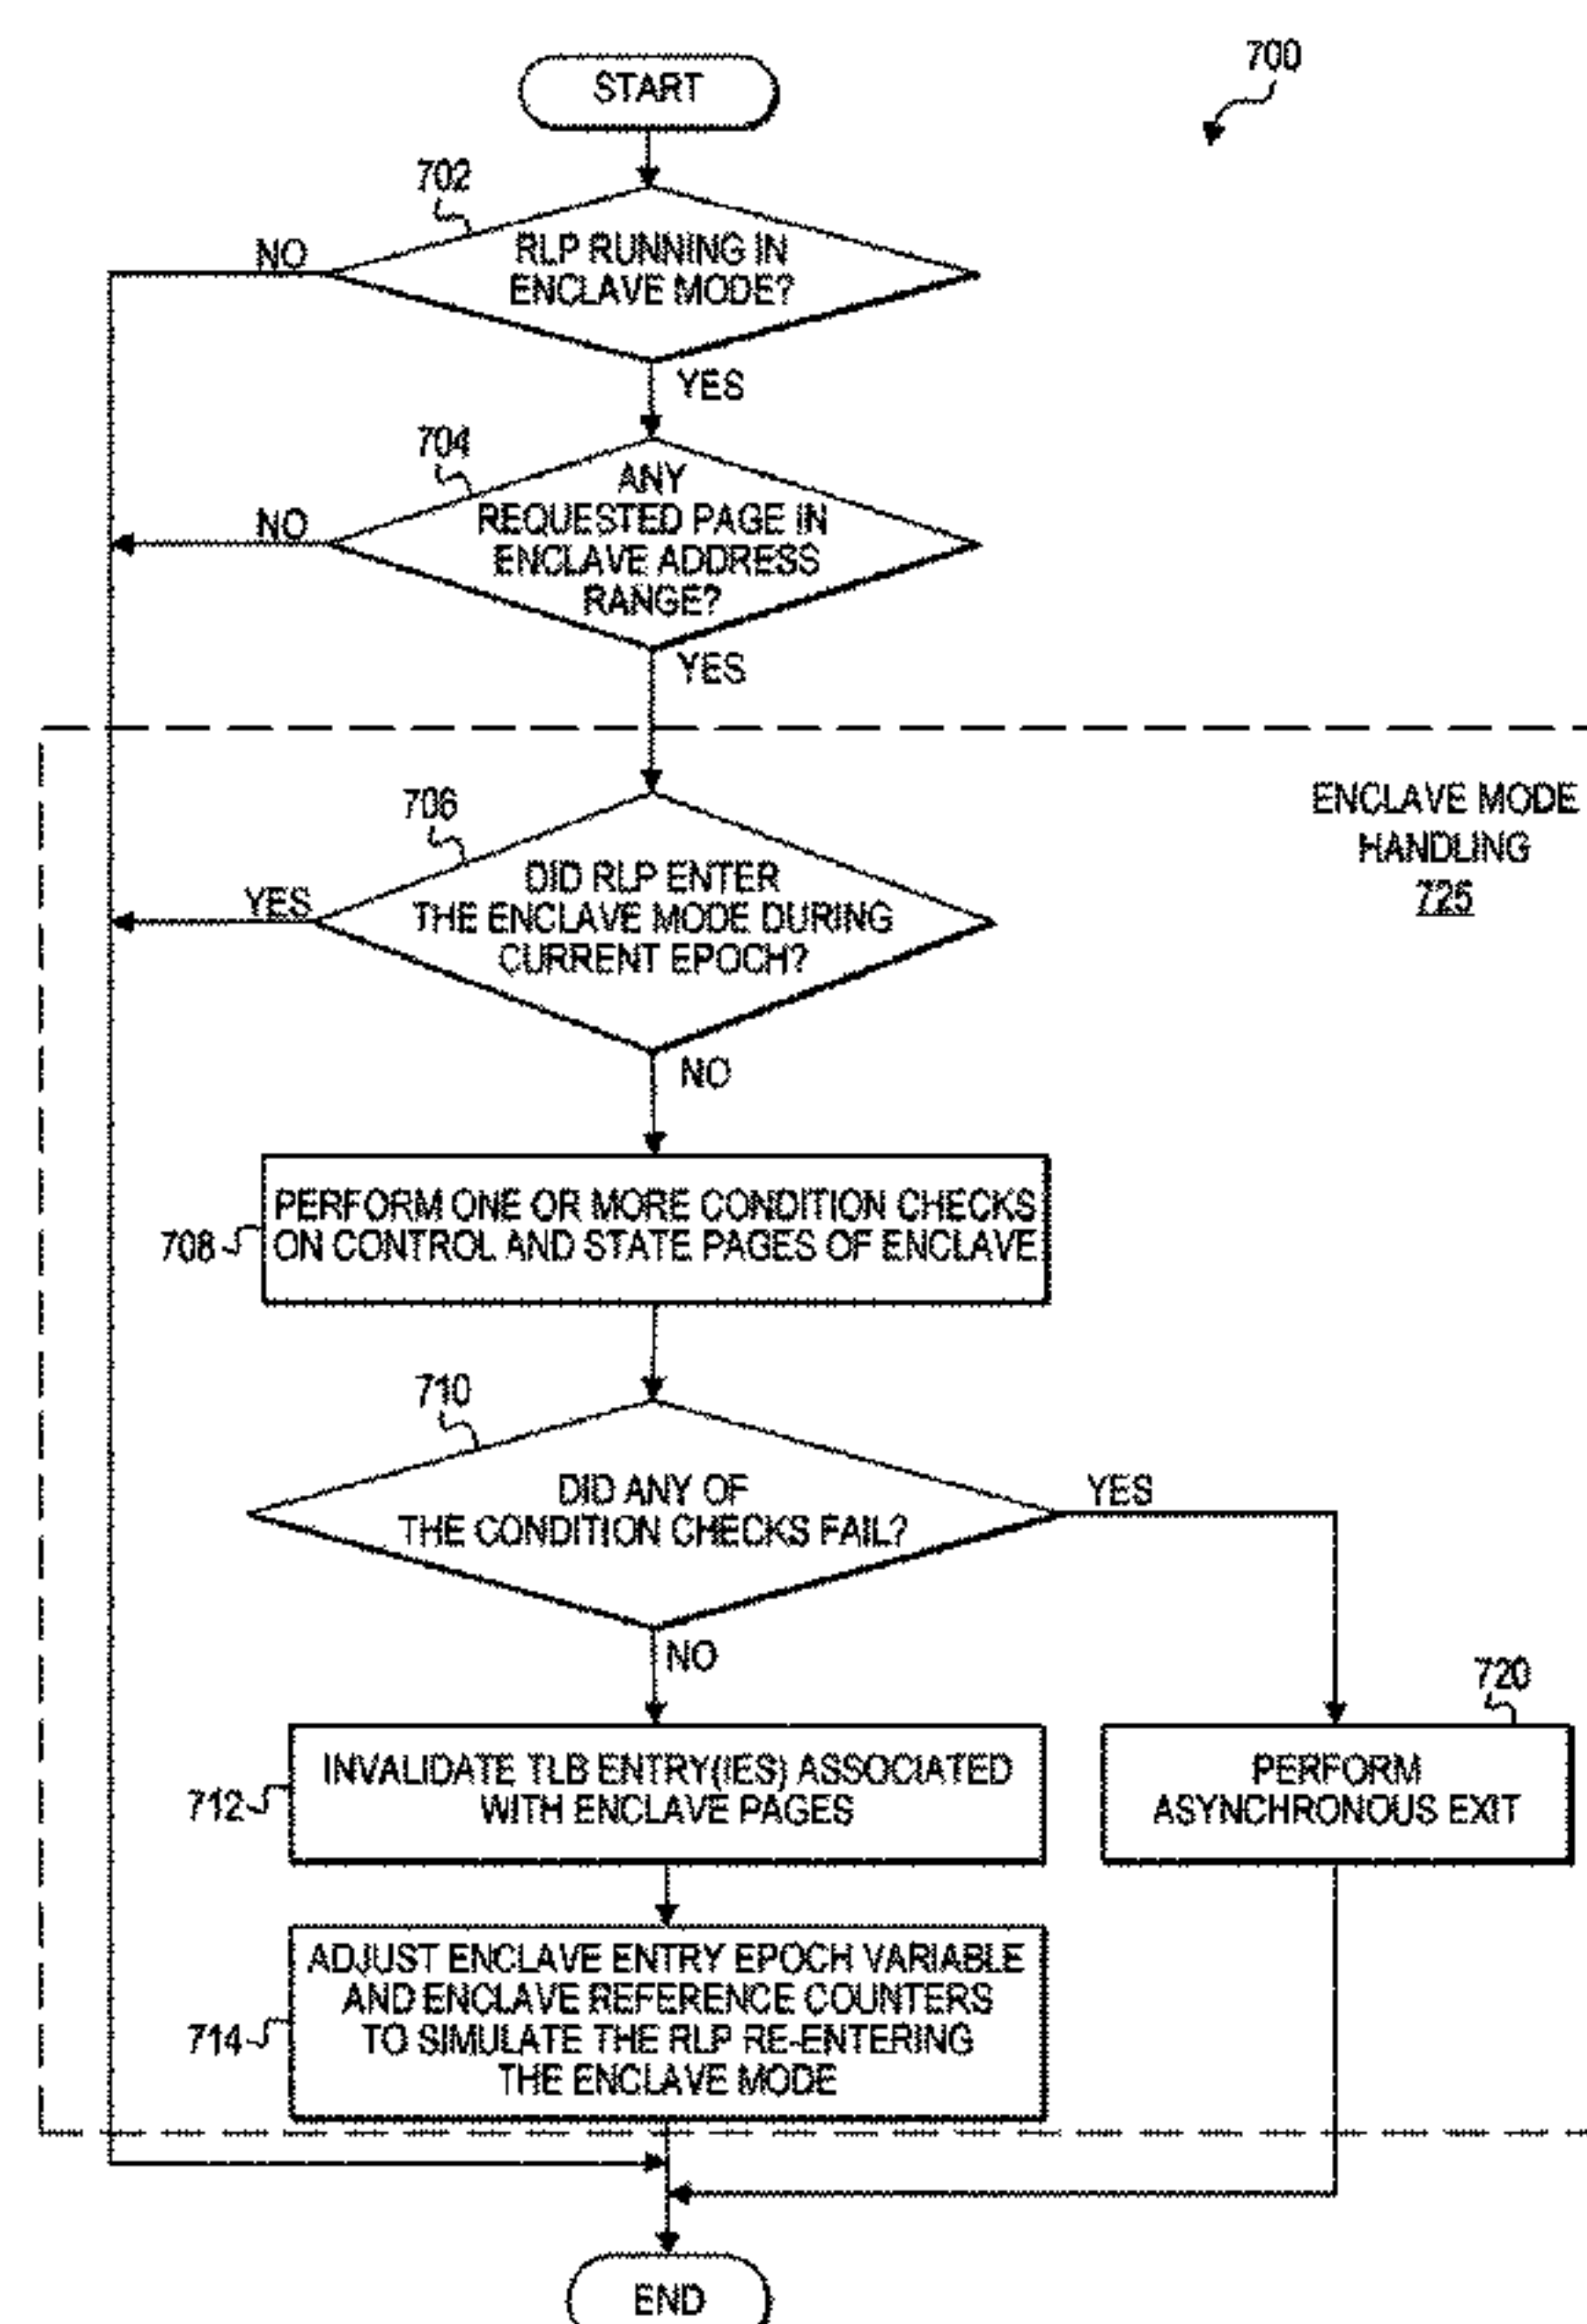 700
START
702
NO
RLP RUNNING IN
ENCLAVE MODE?
YES
704
NO
ANY
REQUESTED PAGE IN
ENCLAVE ADDRESS
RANGE?
YES
ENCLAVE MODE
HANDLING
725
706
YES
DID RLP ENTER
THE ENCLAVE MODE DURING
CURRENT EPOCH?
NO
708
PERFORM ONE OR MORE CONDITION CHECKS
ON CONTROL AND STATE PAGES OF ENCLAVE
710
DID ANY OF
THE CONDITION CHECKS FAIL?
YES
NO
720
712
INVALIDATE TLB ENTRY(IES) ASSOCIATED
WITH ENCLAVE PAGES
PERFORM
ASYNCHRONOUS EXIT
714
ADJUST ENCLAVE ENTRY EPOCH VARIABLE
AND ENCLAVE REFERENCE COUNTERS
TO SIMULATE THE RLP RE-ENTERING
THE ENCLAVE MODE
END